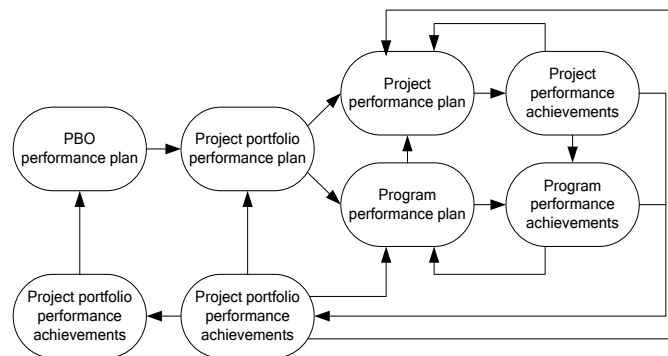 Project
performance plan
Project
performance
achievements
PBO
performance plan
Project portfolio
performance plan
Program
performance plan
Program
performance
achievements
Project portfolio
performance
achievements
Project portfolio
performance
achievements